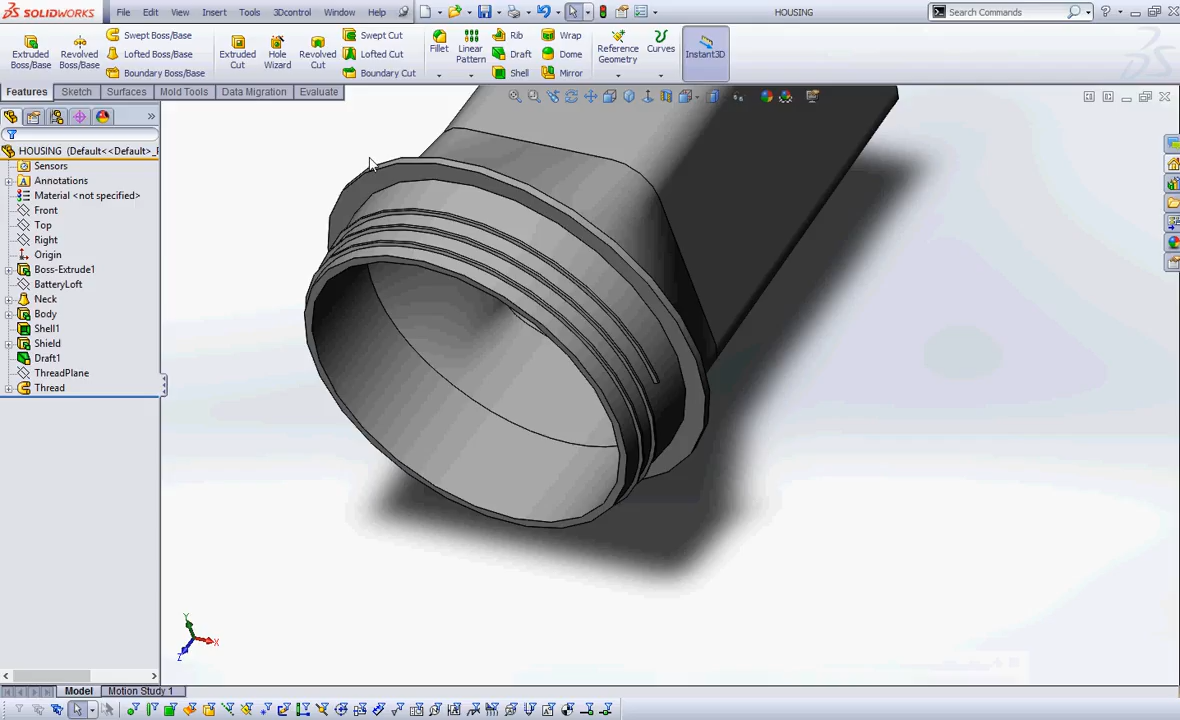 SOLIDWORKS File Edit View Insert Tools 3Dcontrol Window Help HOUSING Search Commands
Extruded Boss/Base Revolved Boss/Base Swept Boss/Base Lofted Boss/Base Boundary Boss/Base Extruded Cut Hole Wizard Revolved Cut Swept Cut Lofted Cut Boundary Cut Fillet Linear Pattern Rib Draft Shell Wrap Dome Mirror Reference Geometry Curves Instant3D
Features Sketch Surfaces Mold Tools Data Migration Evaluate
HOUSING (Default<<Default>_
Sensors
Annotations
Material <not specified>
Front
Top
Right
Origin
Boss-Extrude1
BatteryLoft
Neck
Body
Shell1
Shield
Draft1
ThreadPlane
Thread
Y
X
Z
Model Motion Study 1